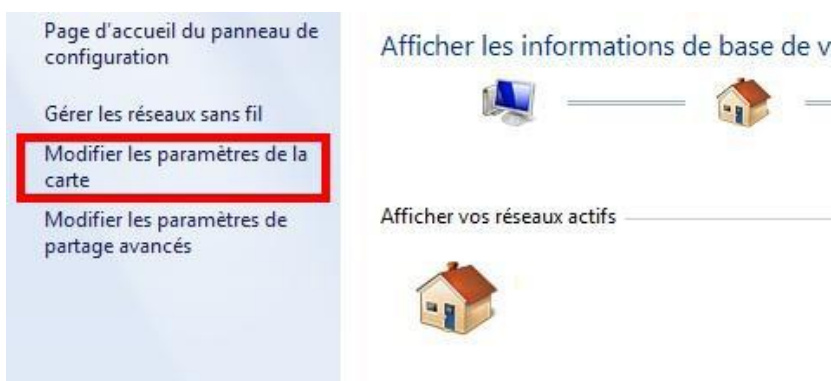 Page d'accueil du panneau de
configuration
Gérer les réseaux sans fil
Modifier les paramètres de la
carte
Modifier les paramètres de
partage avancés
Afficher les informations de base de v
Afficher vos réseaux actifs